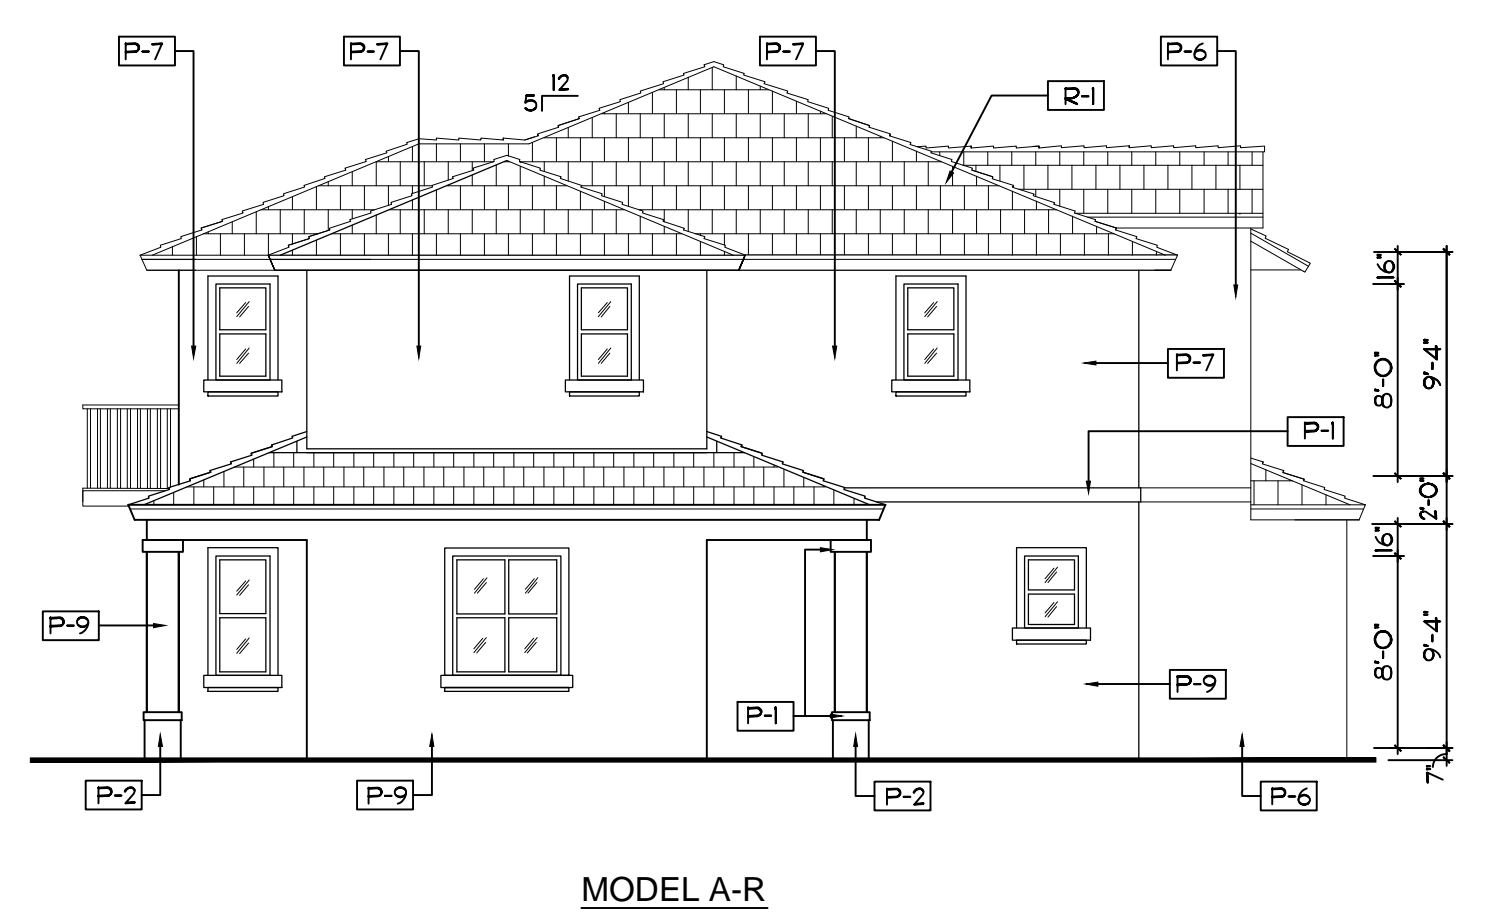 P-7
P-7
P-7
P-6
12
5
R-1
16"
P-7
8'-0"
9'-4"
P-1
2'-0"
16"
P-9
8'-0"
9'-4"
P-9
P-1
7"
P-2
P-9
P-2
P-6
MODEL A-R